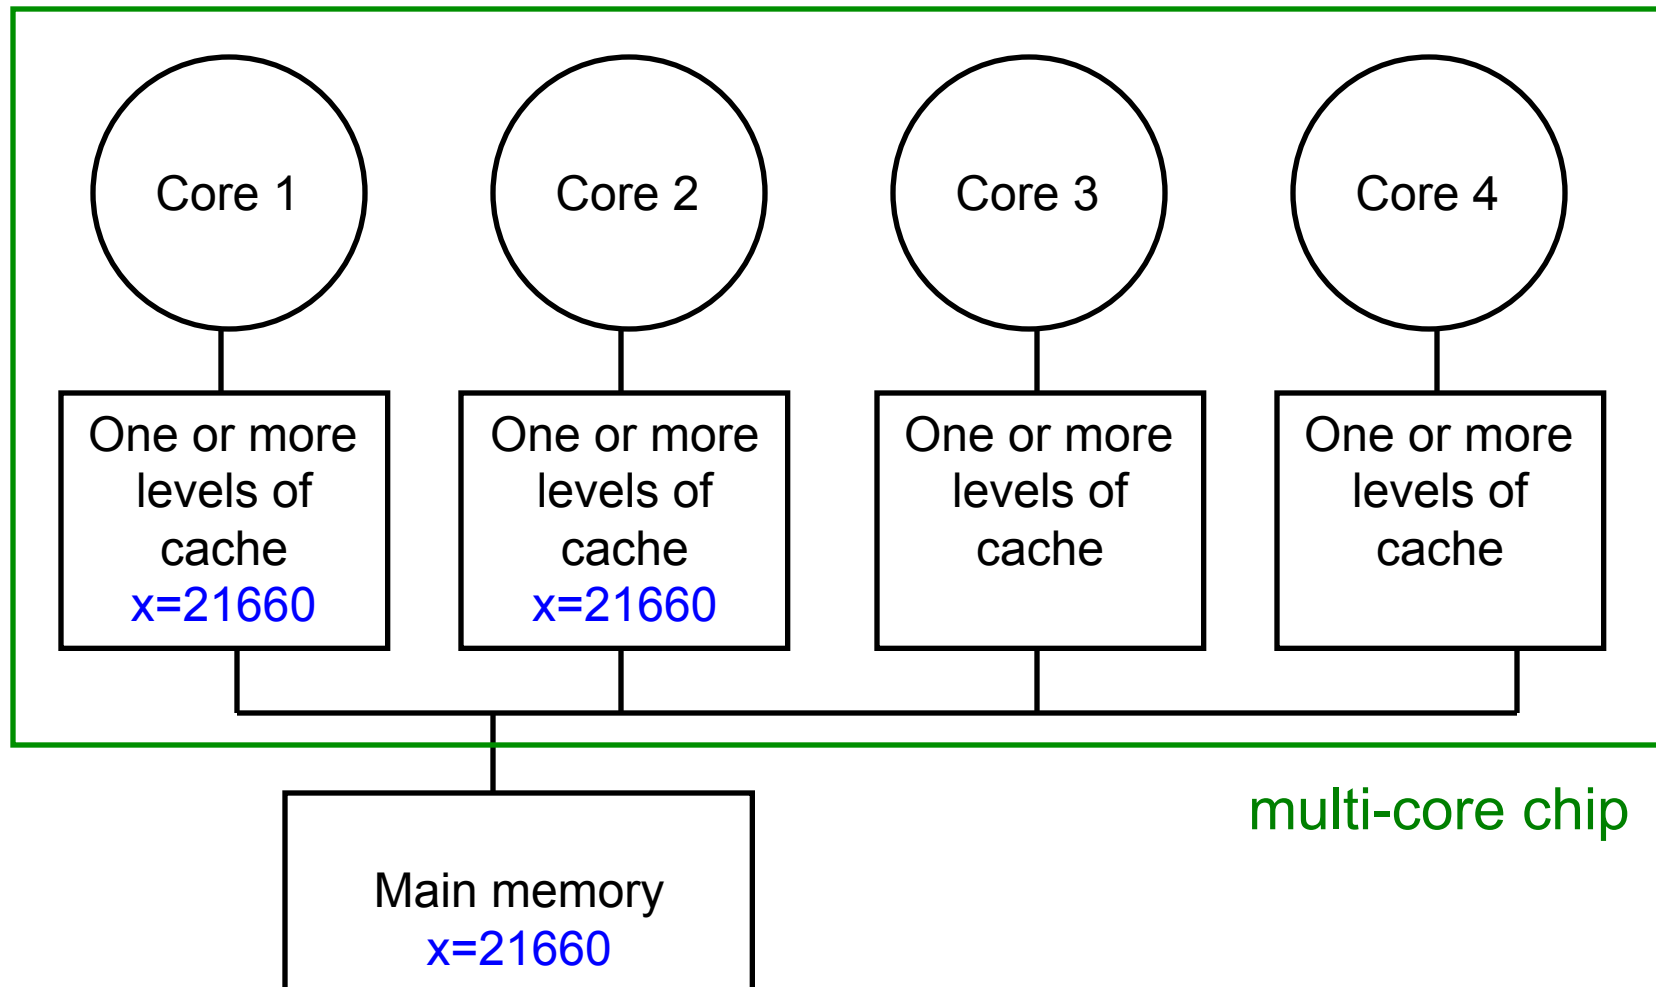 Core 1
Core 2
Core 3
Core 4
One or more
levels of
cache
x=21660
One or more
levels of
cache
x=21660
One or more
levels of
cache
One or more
levels of
cache
multi-core chip
Main memory
x=21660